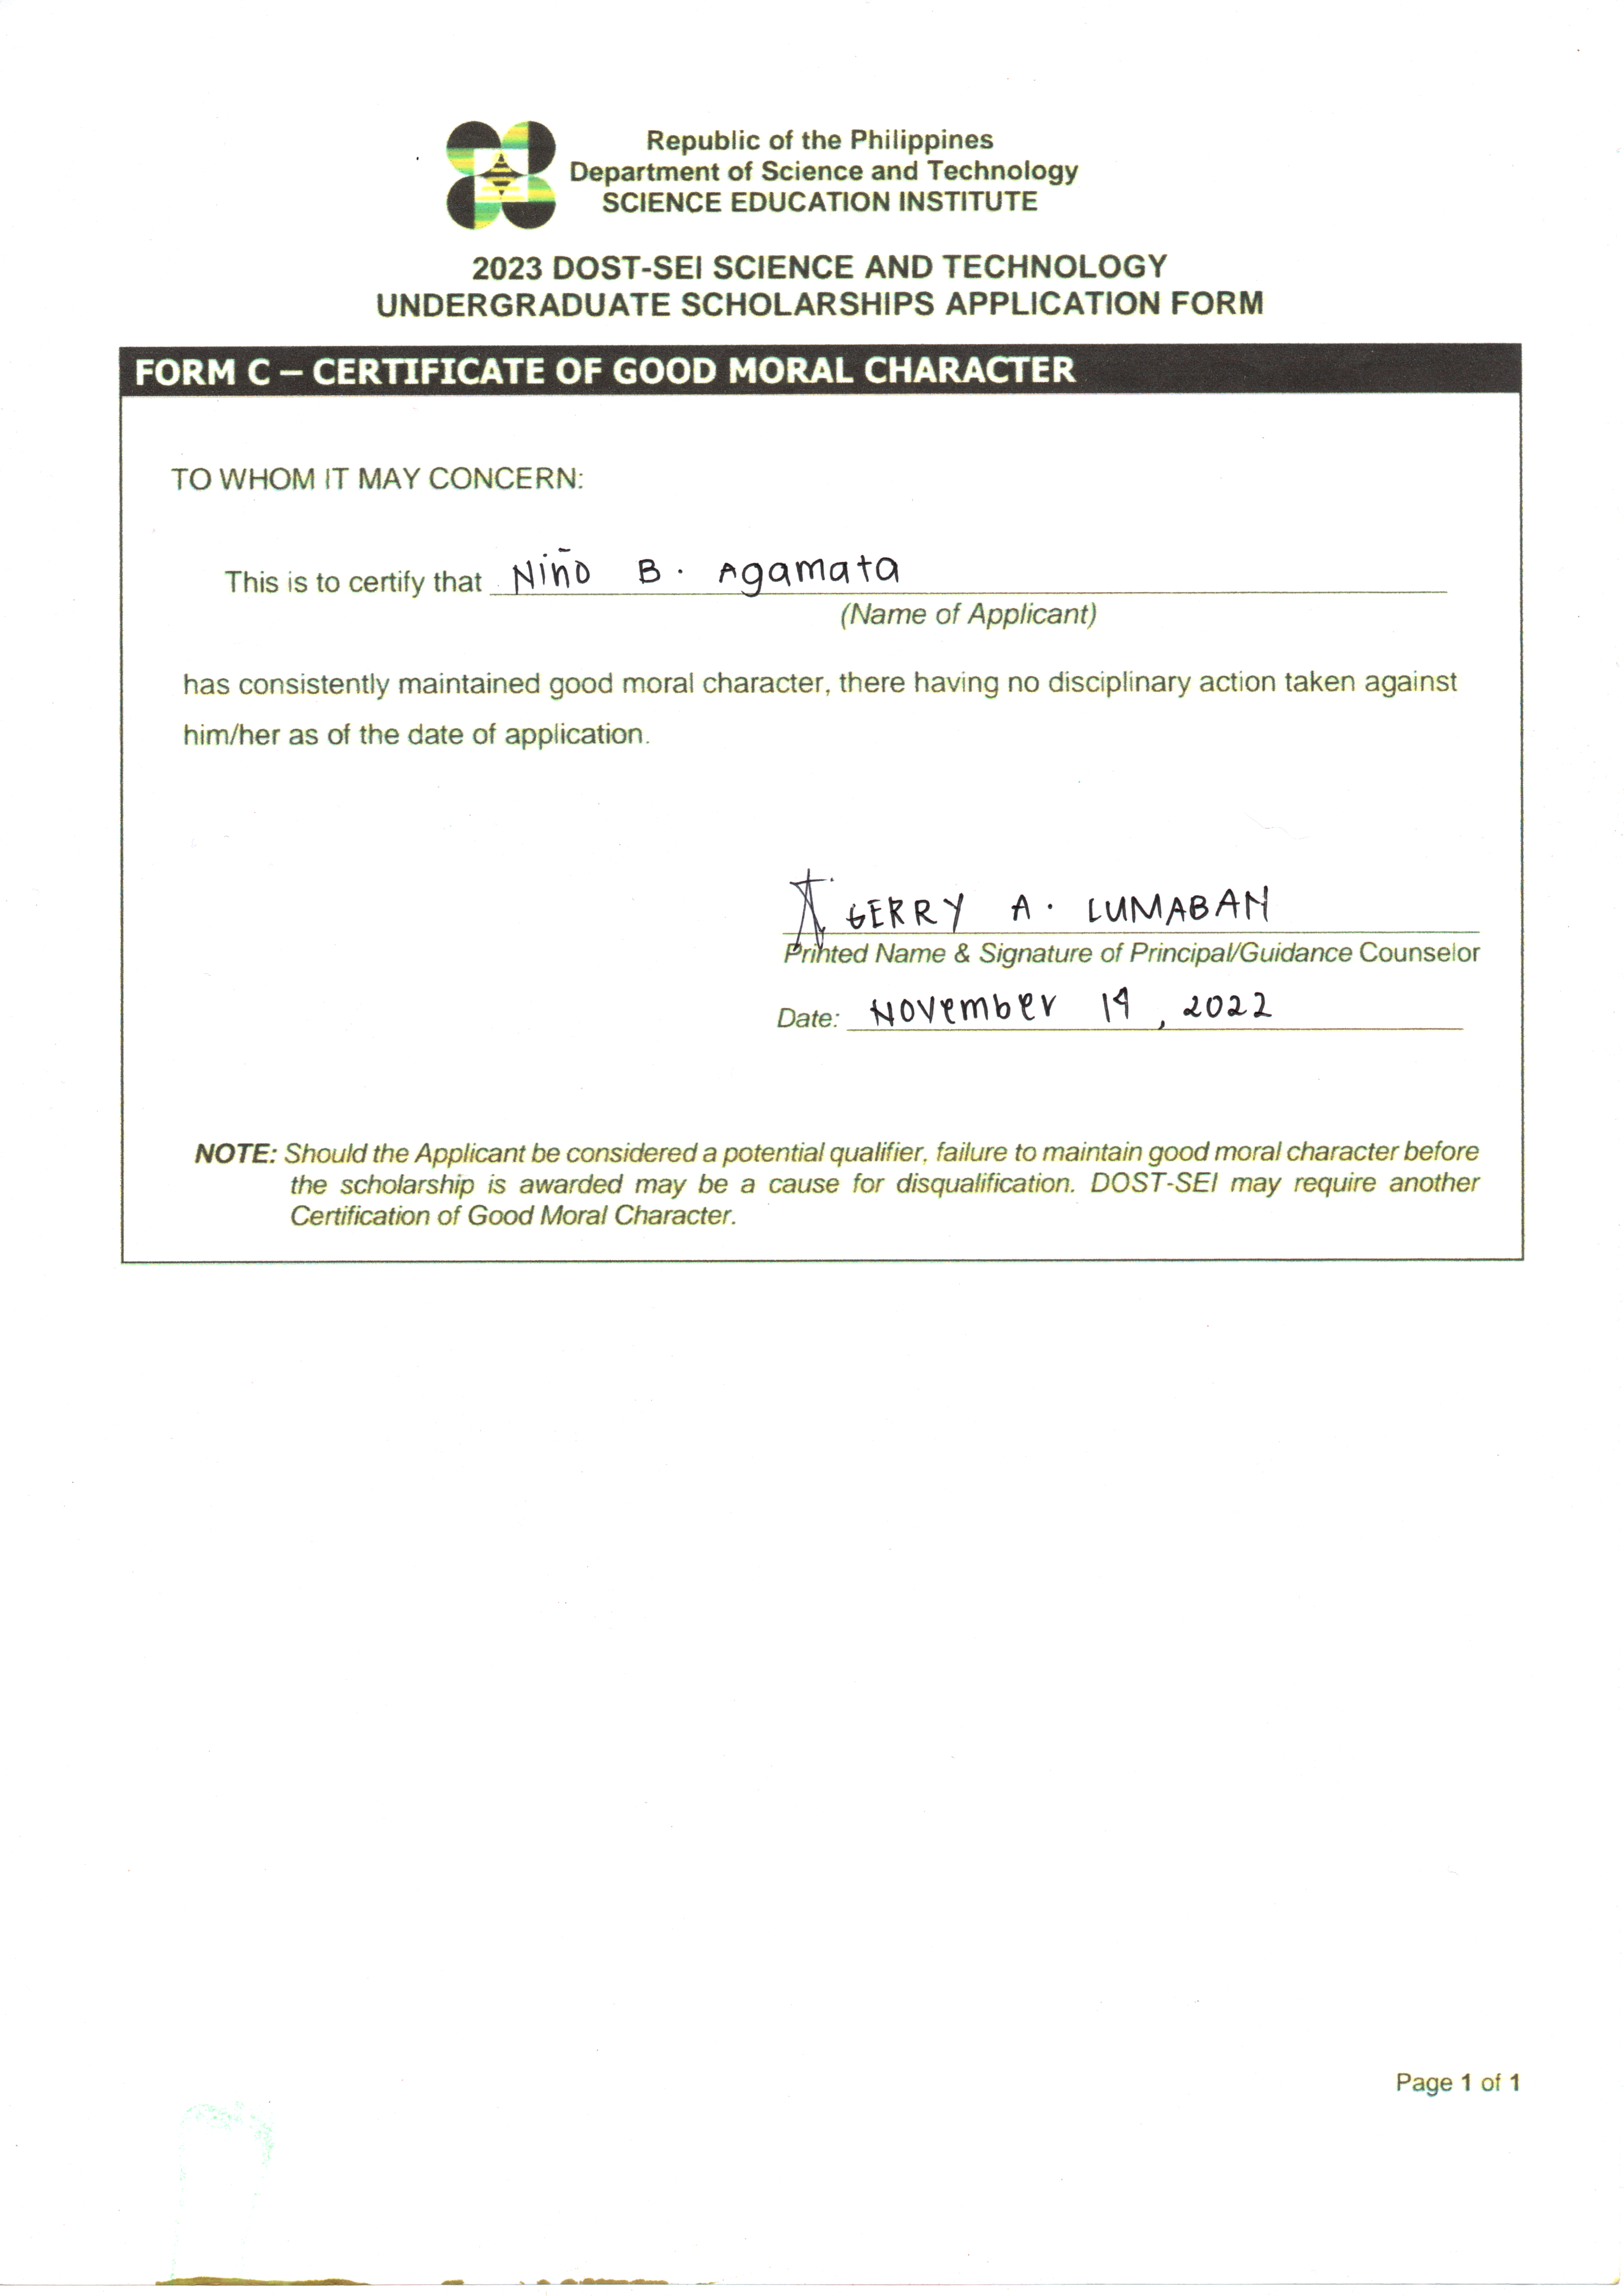 Republic of the Philippines
Department of Science and Technology
SCIENCE EDUCATION INSTITUTE
2023 DOST-SEI SCIENCE AND TECHNOLOGY
UNDERGRADUATE SCHOLARSHIPS APPLICATION FORM
FORM C – CERTIFICATE OF GOOD MORAL CHARACTER
TO WHOM IT MAY CONCERN:
This is to certify that Niño B. Agamata
(Name of Applicant)
has consistently maintained good moral character, there having no disciplinary action taken against
him/her as of the date of application.
GERRY A. LUMABAN
Printed Name & Signature of Principal/Guidance Counselor
Date: November 19, 2022
NOTE: Should the Applicant be considered a potential qualifier, failure to maintain good moral character before
the scholarship is awarded may be a cause for disqualification. DOST-SEI may require another
Certification of Good Moral Character.
Page 1 of 1